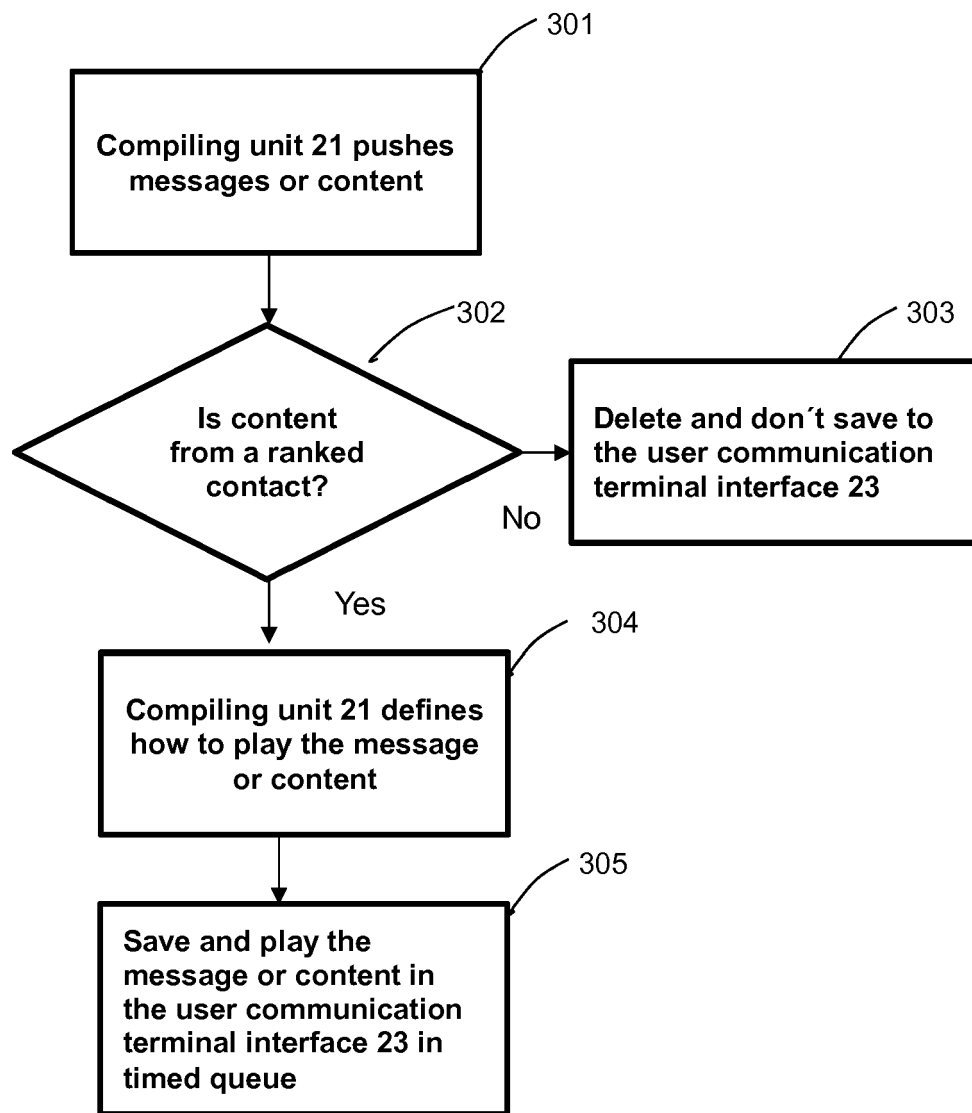 301
Compiling unit 21 pushes
messages or content
302
Is content
from a ranked
contact?
303
Delete and don´t save to
the user communication
terminal interface 23
No
Yes
304
Compiling unit 21 defines
how to play the message
or content
305
Save and play the
message or content in
the user communication
terminal interface 23 in
timed queue